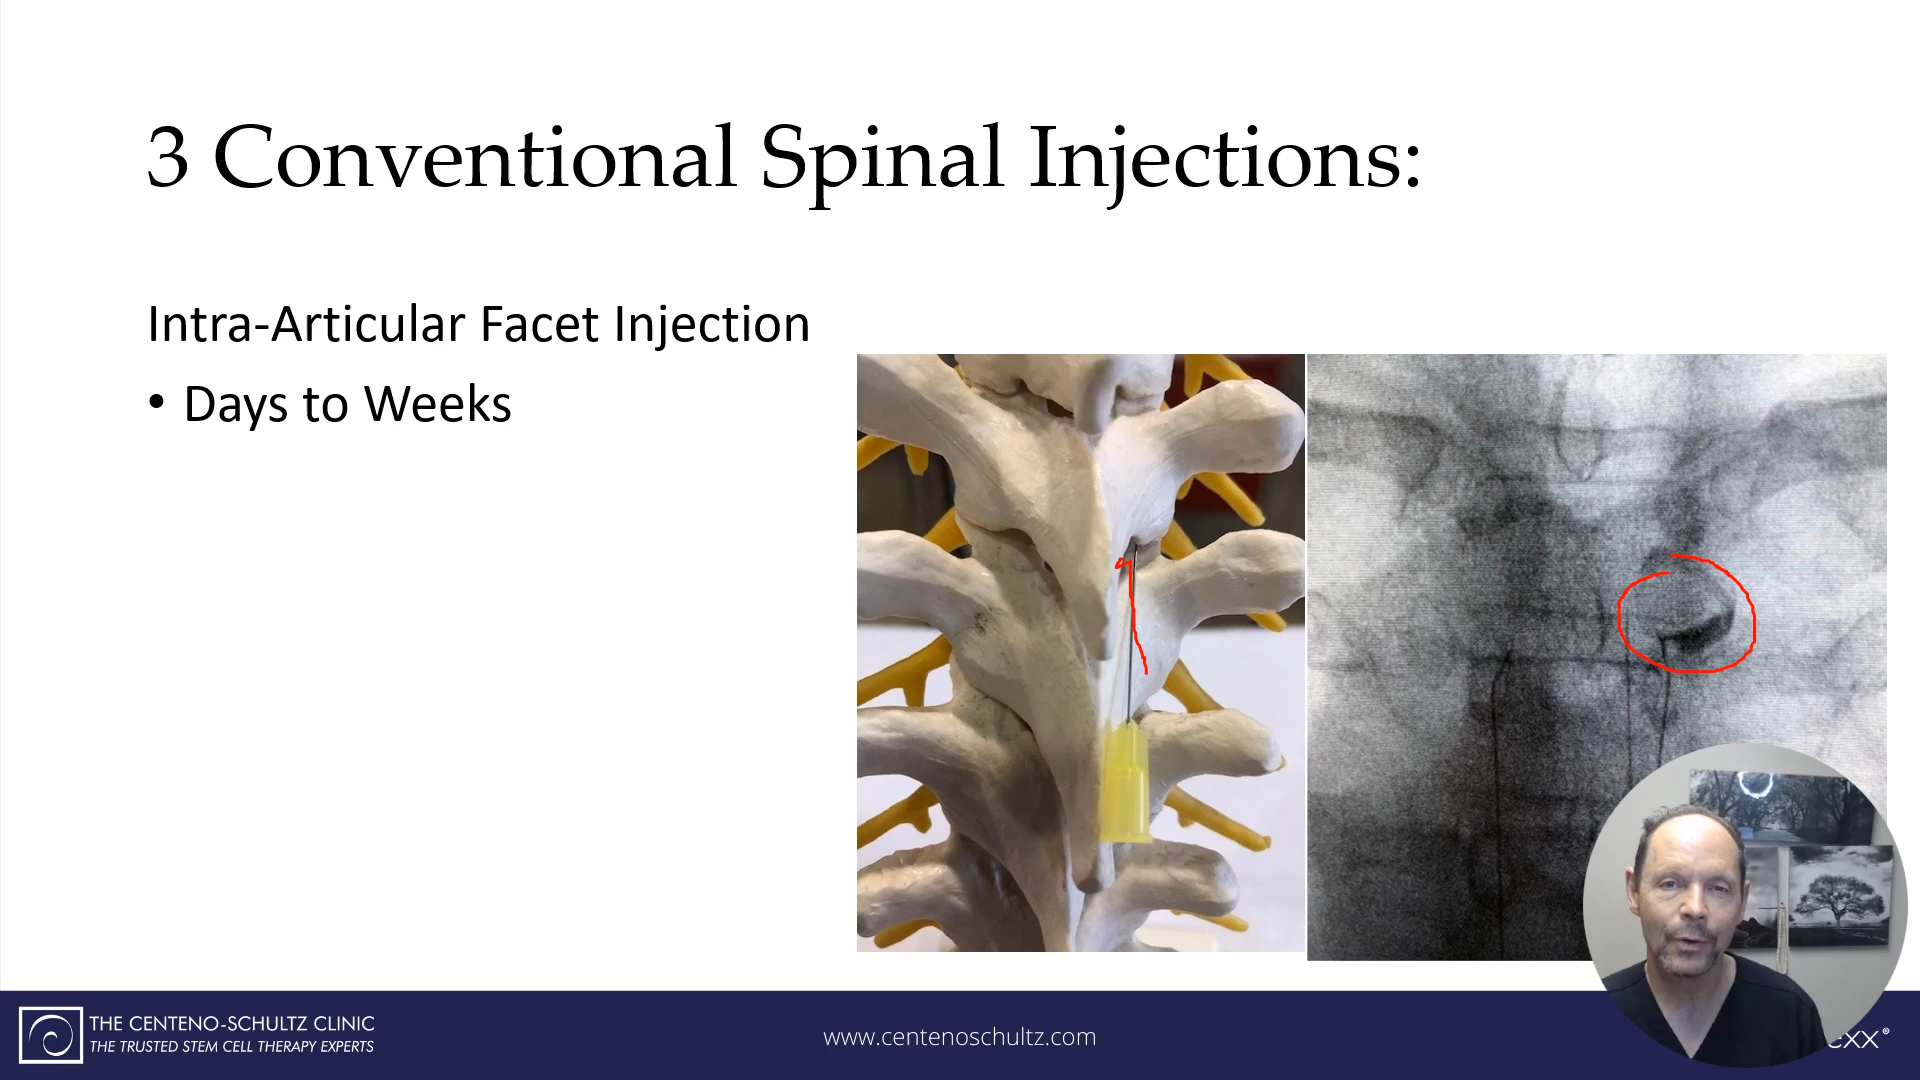 3 Conventional Spinal Injections:
Intra-Articular Facet Injection
• Days to Weeks
THE CENTENO-SCHULTZ CLINIC
THE TRUSTED STEM CELL THERAPY EXPERTS
www.centenoschultz.com